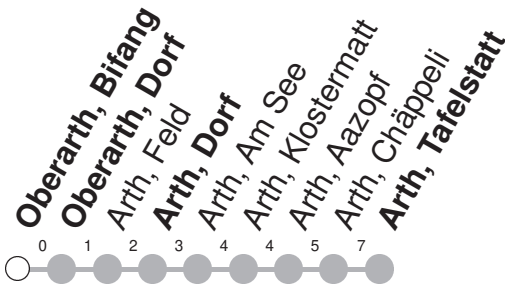 Oberarth, Bifang
Oberarth, Dorf
Arth, Feld
Arth, Dorf
Arth, Am See
Arth, Klostermatt
Arth, Aazopf
Arth, Chäppeli
Arth, Tafelstatt
0 1 2 3 4 4 5 7